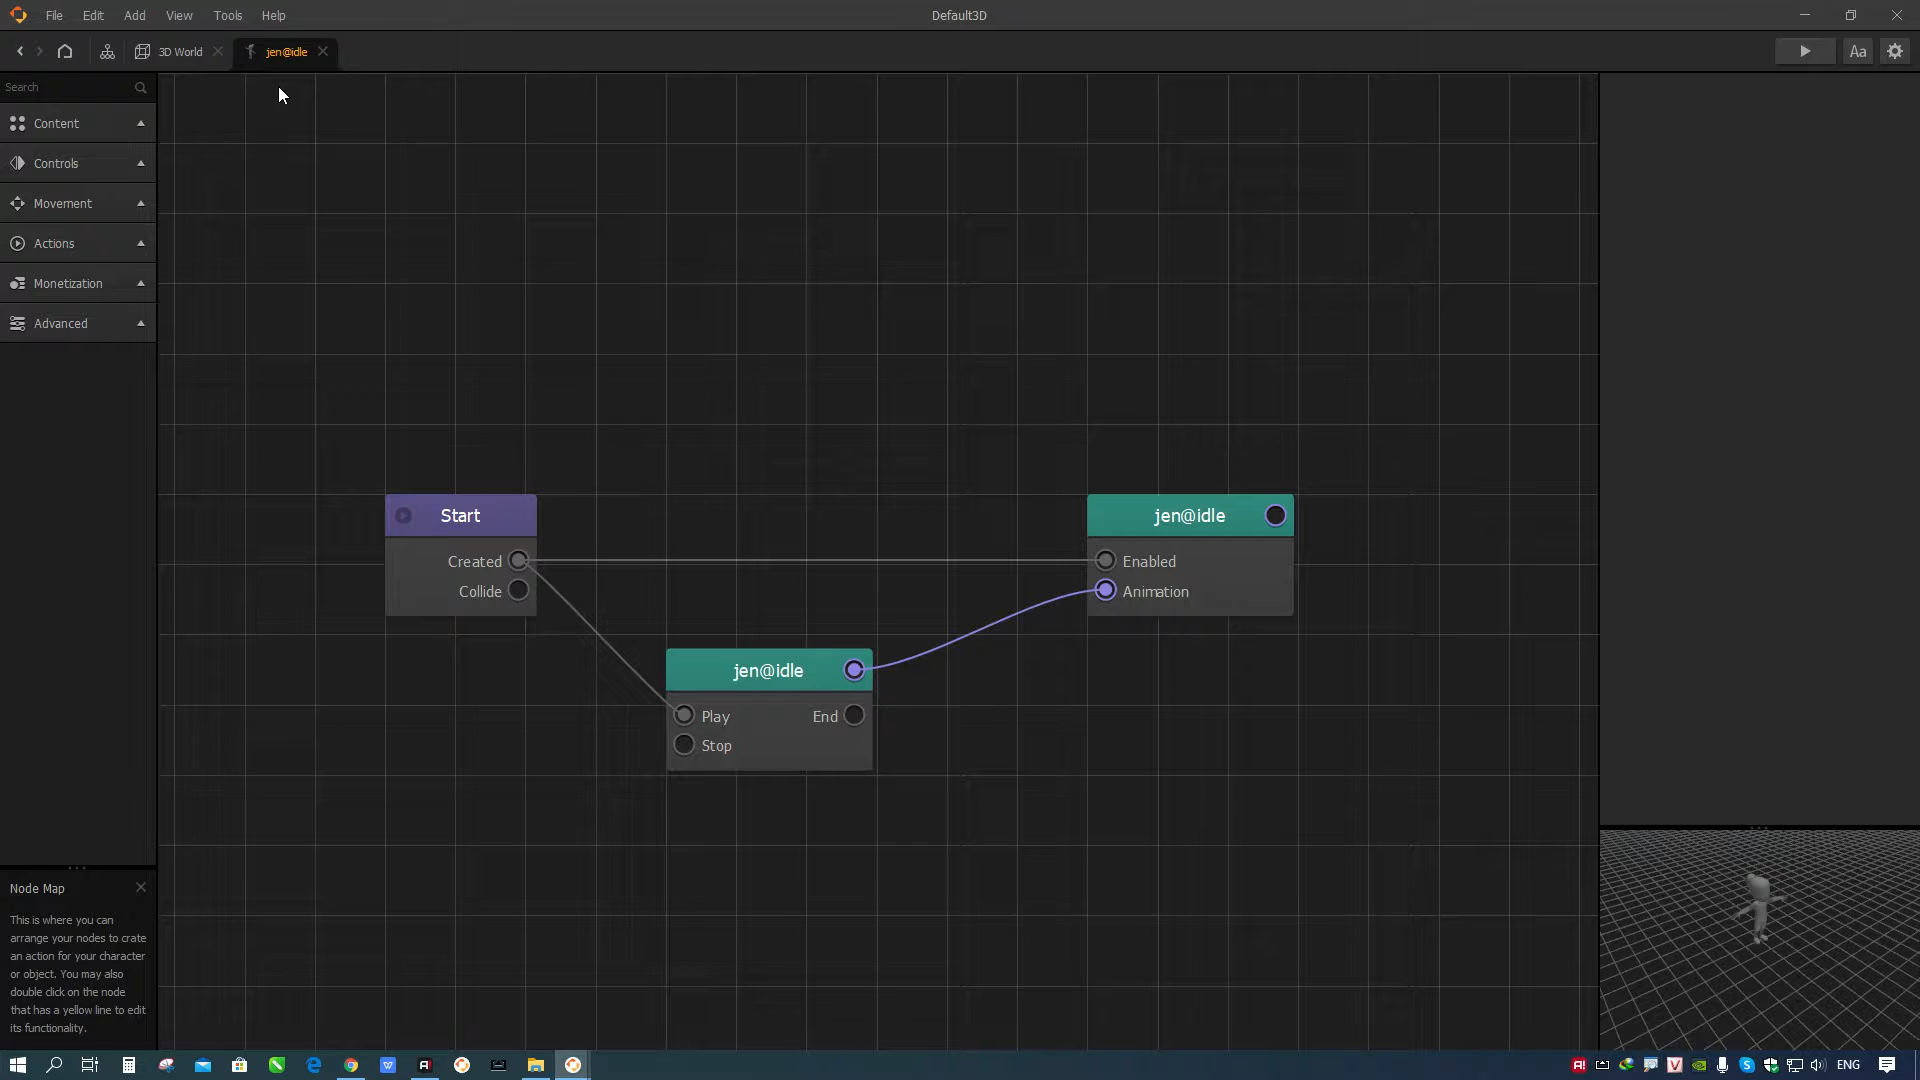 File Edit Add View Tools Help
Default3D
3D World
jen@idle
Aa
Search
Content
Controls
Movement
Actions
Monetization
Advanced
Start
Created
Collide
jen@idle
Enabled
Animation
jen@idle
Play End
Stop
Node Map
This is where you can
arrange your nodes to crate
an action for your character
or object. You may also
double click on the node
that has a yellow line to edit
its functionality.
ENG